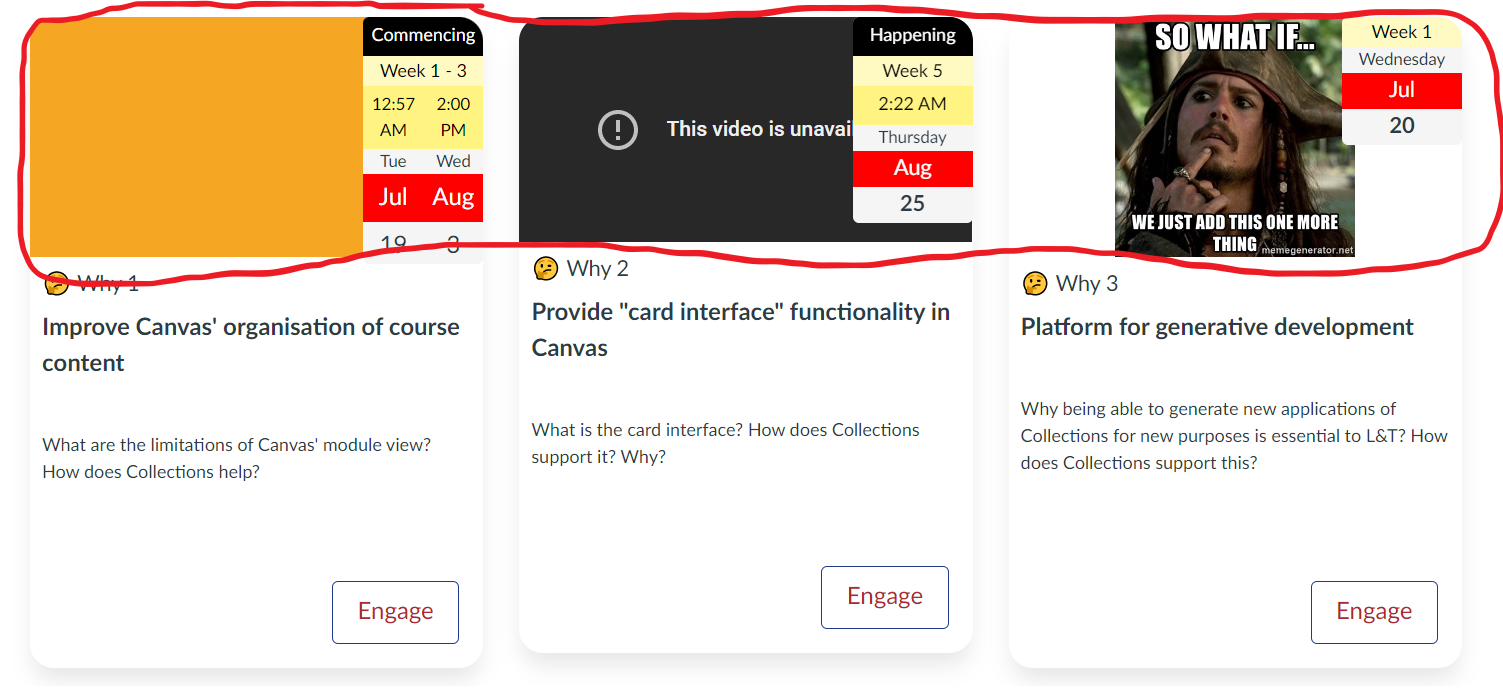 Commencing
Week 1 - 3
12:57 2:00
AM PM
Tue Wed
Jul Aug
19 3
🤔 Why 1
Improve Canvas' organisation of course
content
What are the limitations of Canvas' module view?
How does Collections help?
Engage
This video is unavai
Happening
Week 5
2:22 AM
Thursday
Aug
25
🤔 Why 2
Provide "card interface" functionality in
Canvas
What is the card interface? How does Collections
support it? Why?
Engage
SO WHAT IF...
WE JUST ADD THIS ONE MORE
THING
memegenerator.net
Week 1
Wednesday
Jul
20
🤔 Why 3
Platform for generative development
Why being able to generate new applications of
Collections for new purposes is essential to L&T? How
does Collections support this?
Engage